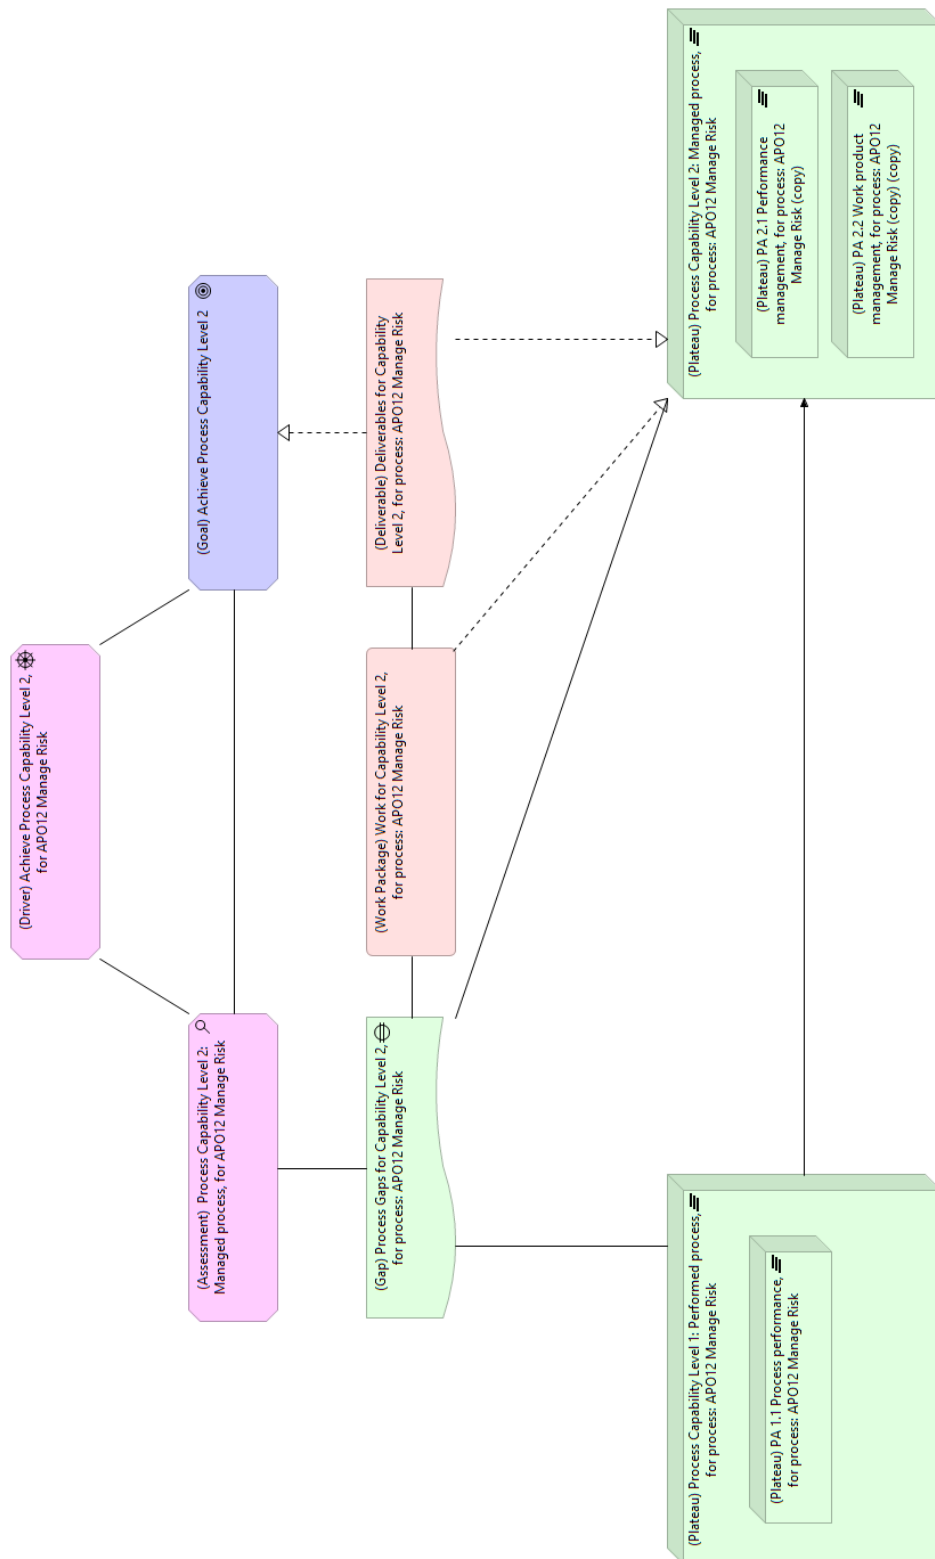 (Driver) Achieve Process Capability Level 2,
for APO12 Manage Risk
(Assessment) Process Capability Level 2:
Managed process, for APO12 Manage Risk
(Goal) Achieve Process Capability Level 2
(Gap) Process Gaps for Capability Level 2,
for process: APO12 Manage Risk
(Work Package) Work for Capability Level 2,
for process: APO12 Manage Risk
(Deliverable) Deliverables for Capability
Level 2, for process: APO12 Manage Risk
(Plateau) Process Capability Level 1: Performed process,
for process: APO12 Manage Risk
(Plateau) PA 1.1 Process performance,
for process: APO12 Manage Risk
(Plateau) Process Capability Level 2: Managed process,
for process: APO12 Manage Risk
(Plateau) PA 2.1 Performance
management, for process: APO12
Manage Risk (copy)
(Plateau) PA 2.2 Work product
management, for process: APO12
Manage Risk (copy) (copy)